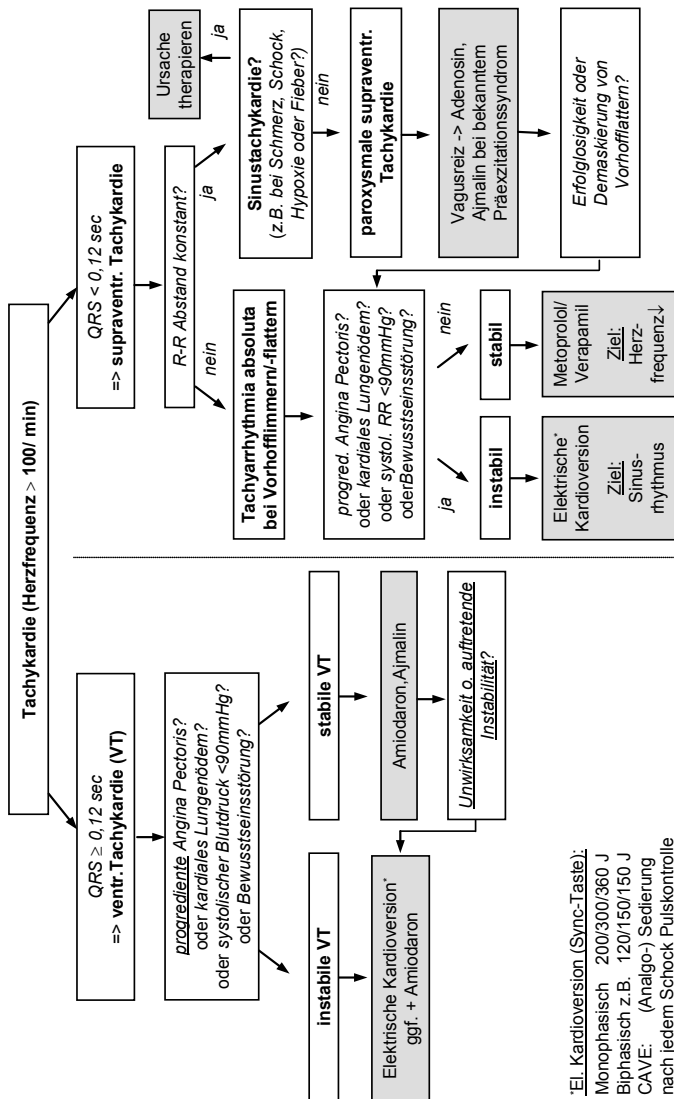 Tachykardie (Herzfrequenz > 100/ min)
QRS ≥ 0,12 sec
=> ventr.Tachykardie (VT)
progrediente Angina Pectoris?
oder kardiales Lungenödem?
oder systolischer Blutdruck <90mmHg?
oder Bewusstseinsstörung?
instabile VT
stabile VT
Elektrische Kardioversion*
ggf. + Amiodaron
Amiodaron,Ajmalin
Unwirksamkeit o. auftretende
Instabilität?
QRS < 0,12 sec
=> supraventr. Tachykardie
R-R Abstand konstant?
nein
ja
Tachyarrhythmia absoluta
bei Vorhofflimmern/-flattern
progred. Angina Pectoris?
oder kardiales Lungenödem?
oder systol. RR <90mmHg?
oderBewusstseinsstörung?
ja
nein
instabil
stabil
Elektrische*
Kardioversion
Ziel:
Sinus-
rhythmus
Metoprolol/
Verapamil
Ziel:
Herz-
frequenz↓
Sinustachykardie?
(z.B. bei Schmerz, Schock,
Hypoxie oder Fieber?)
ja
Ursache
therapieren
nein
paroxysmale supraventr.
Tachykardie
Vagusreiz -> Adenosin,
Ajmalin bei bekanntem
Präexzitationssyndrom
Erfolglosigkeit oder
Demaskierung von
Vorhofflattern?
*El. Kardioversion (Sync-Taste):
Monophasisch 200/300/360 J
Biphasisch z.B. 120/150/150 J
CAVE: (Analgo-) Sedierung
nach jedem Schock Pulskontrolle